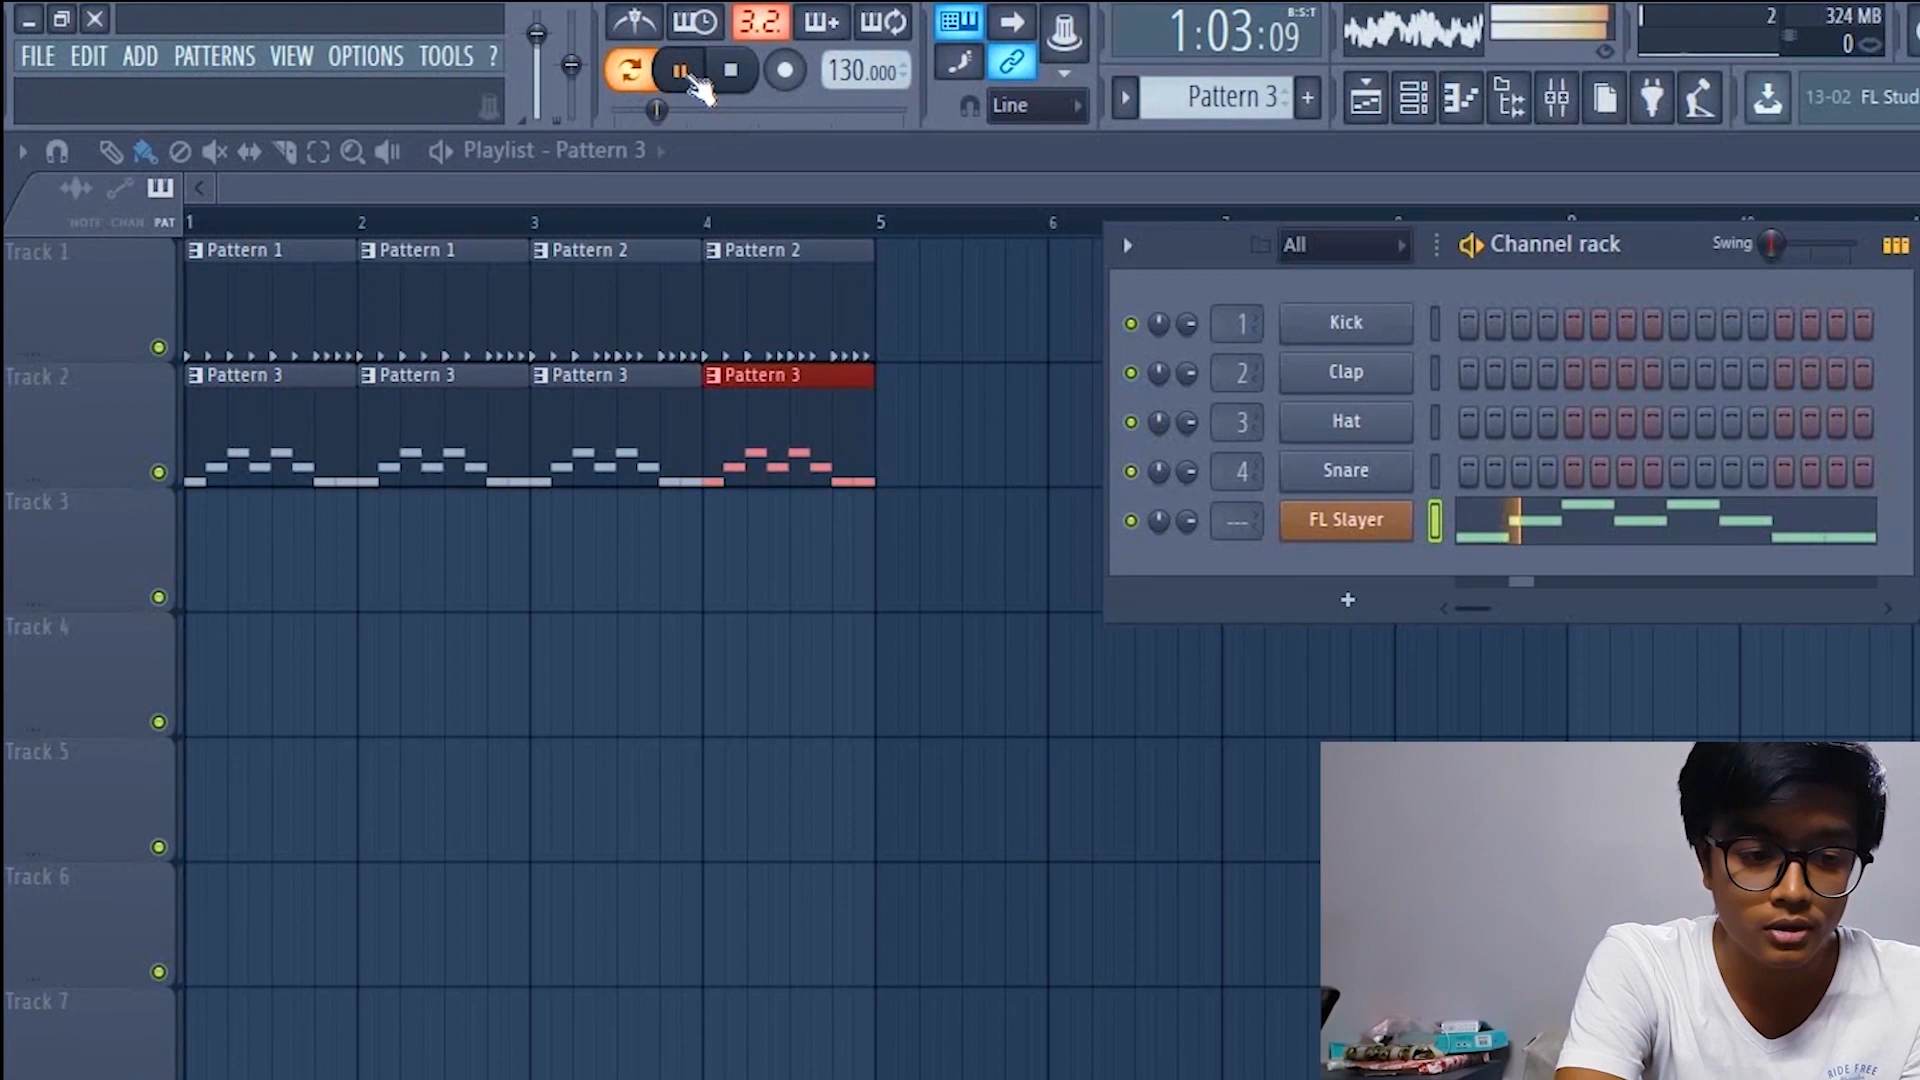 3.2.
1:03:09
B:S:T
2
324 MB
0
FILE EDIT ADD PATTERNS VIEW OPTIONS TOOLS ?
130.000
Line
Pattern 3
+
13-02 FL Stud
Playlist - Pattern 3
NOTE CHAN PAT
1 2 3 4 5 6
Track 1
Pattern 1 Pattern 1 Pattern 2 Pattern 2
Track 2
Pattern 3 Pattern 3 Pattern 3 Pattern 3
Track 3
Track 4
Track 5
Track 6
Track 7
All
Channel rack
Swing
1 Kick
2 Clap
3 Hat
4 Snare
--- FL Slayer
+
RIDE FREE